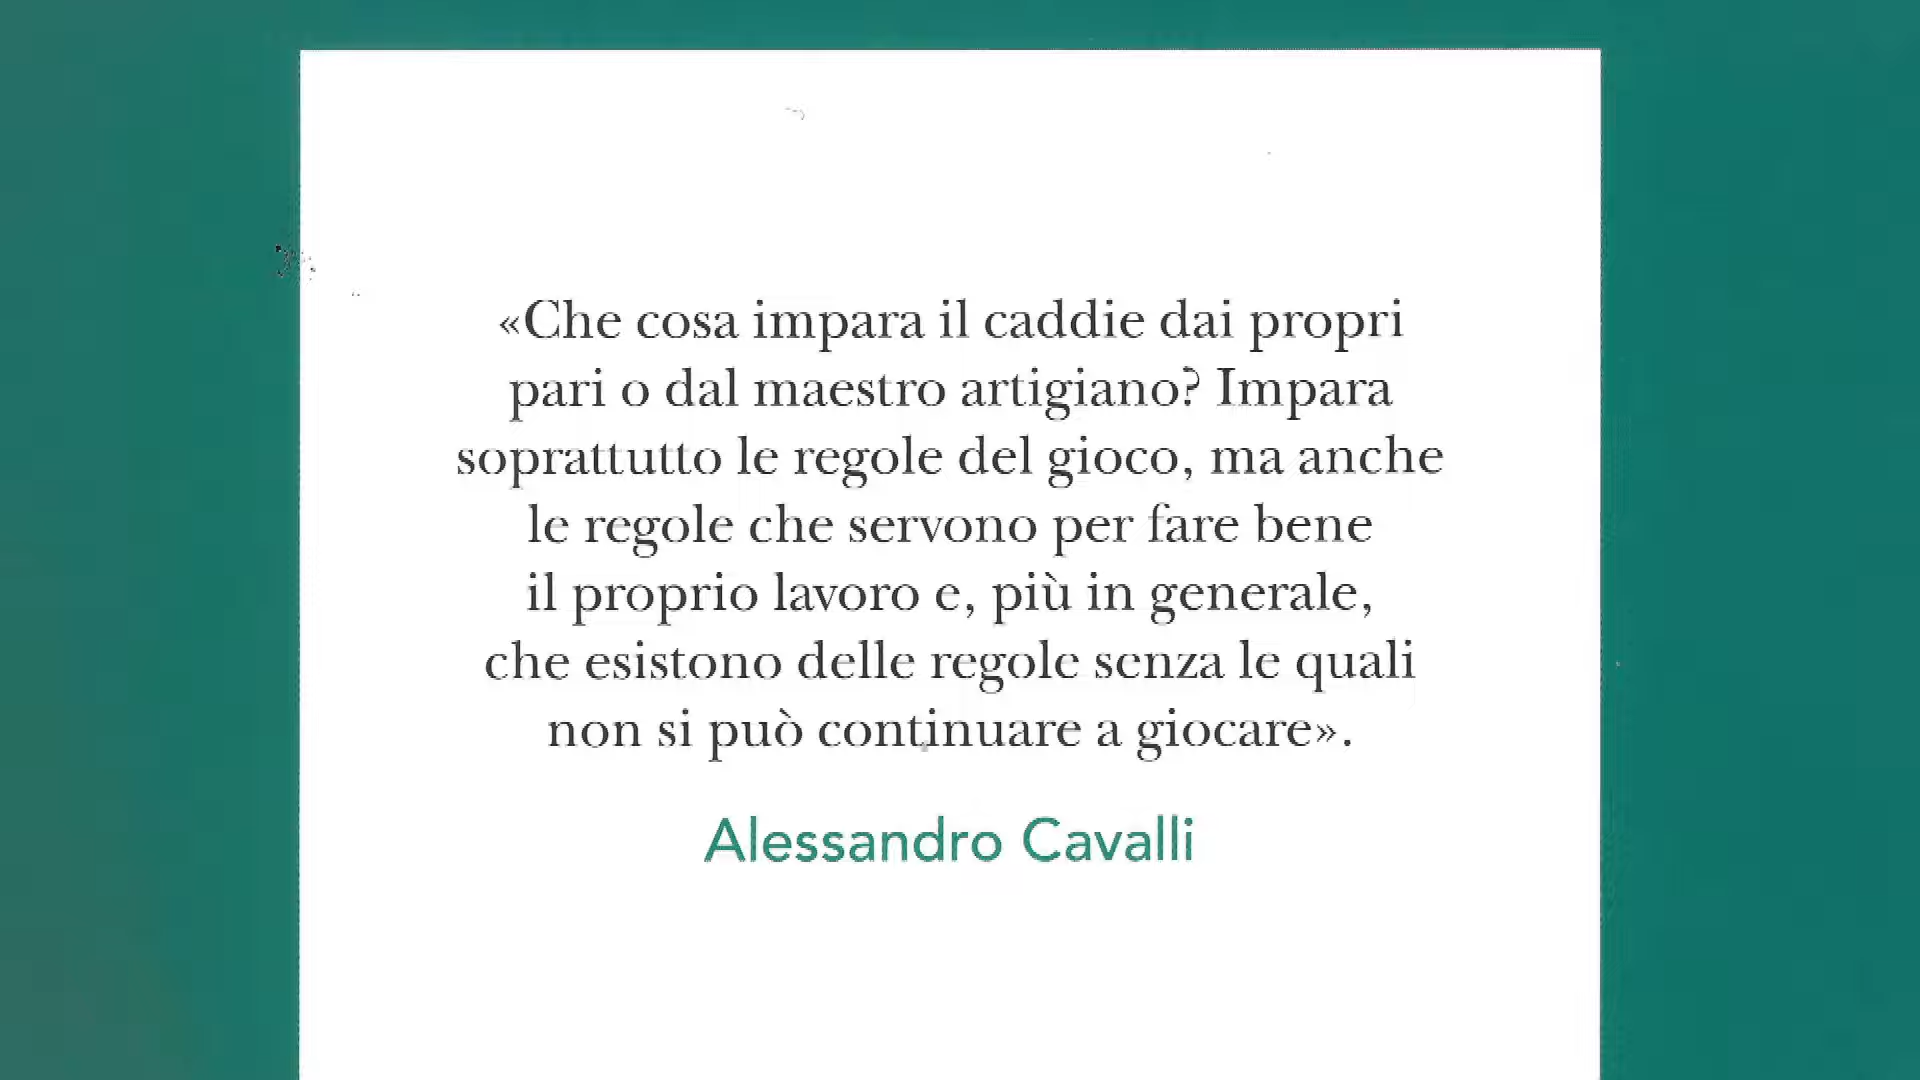 «Che cosa impara il caddie dai propri
pari o dal maestro artigiano? Impara
soprattutto le regole del gioco, ma anche
le regole che servono per fare bene
il proprio lavoro e, più in generale,
che esistono delle regole senza le quali
non si può continuare a giocare».
Alessandro Cavalli